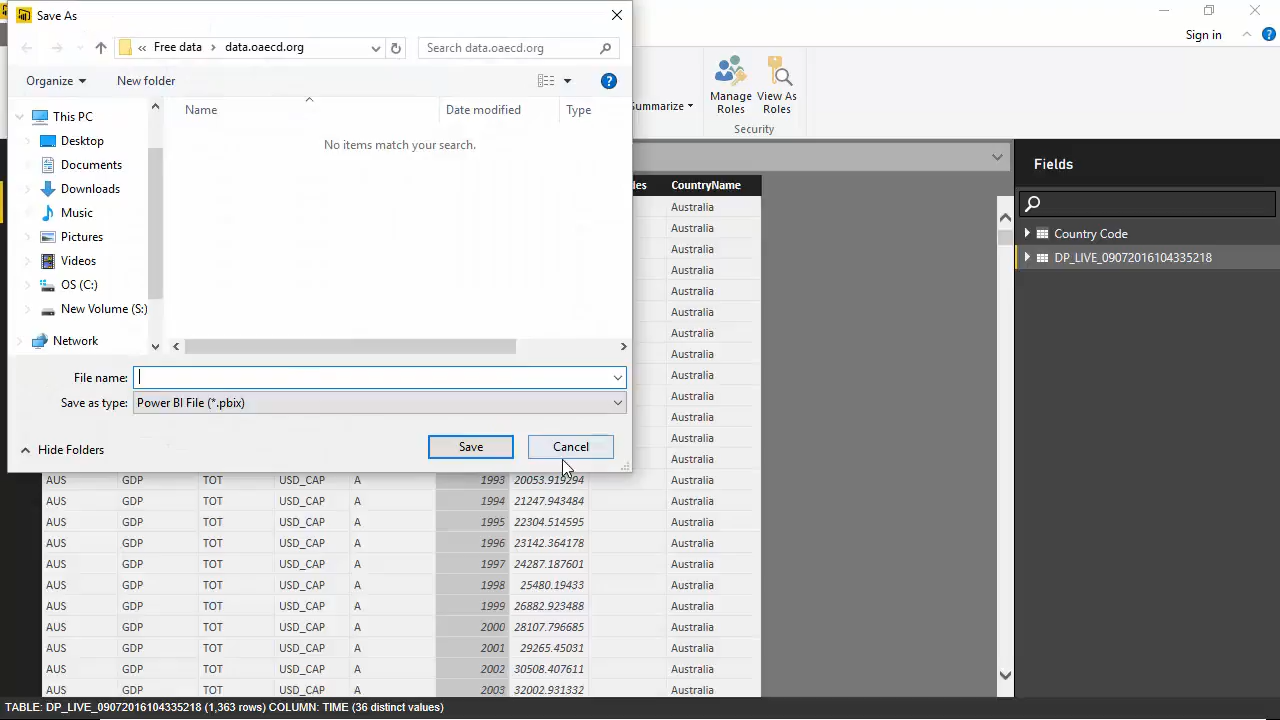 Save As
Free data
data.oaecd.org
Search data.oaecd.org
Sign in
Organize
New folder
This PC
Desktop
Documents
Downloads
Music
Pictures
Videos
OS (C:)
New Volume (S:)
Network
Name
Date modified
Type
No items match your search.
File name:
Save as type:
Power BI File (*.pbix)
Hide Folders
Save
Cancel
Summarize
Manage Roles
View As Roles
Security
CountryName
Australia
Australia
Australia
Australia
Australia
Australia
Australia
Australia
Australia
Australia
Australia
Australia
Australia
AUS GDP TOT USD_CAP A 1993 20053.919294 Australia
AUS GDP TOT USD_CAP A 1994 21247.943484 Australia
AUS GDP TOT USD_CAP A 1995 22304.514595 Australia
AUS GDP TOT USD_CAP A 1996 23142.364178 Australia
AUS GDP TOT USD_CAP A 1997 24287.187601 Australia
AUS GDP TOT USD_CAP A 1998 25480.19433 Australia
AUS GDP TOT USD_CAP A 1999 26882.923488 Australia
AUS GDP TOT USD_CAP A 2000 28107.796685 Australia
AUS GDP TOT USD_CAP A 2001 29265.45031 Australia
AUS GDP TOT USD_CAP A 2002 30508.407611 Australia
AUS GDP TOT USD_CAP A 2003 32002.931332 Australia
Fields
Country Code
DP_LIVE_09072016104335218
TABLE: DP_LIVE_09072016104335218 (1,363 rows) COLUMN: TIME (36 distinct values)